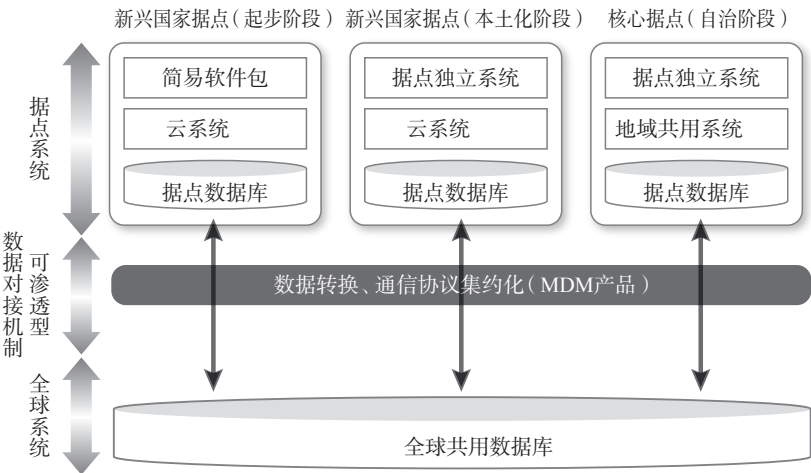 新兴国家据点（起步阶段） 新兴国家据点（本土化阶段） 核心据点（自治阶段）
据点系统
简易软件包
云系统
据点数据库
据点独立系统
云系统
据点数据库
据点独立系统
地域共用系统
据点数据库
可渗透型
数据对接机制
数据转换、通信协议集约化（MDM产品）
全球系统
全球共用数据库